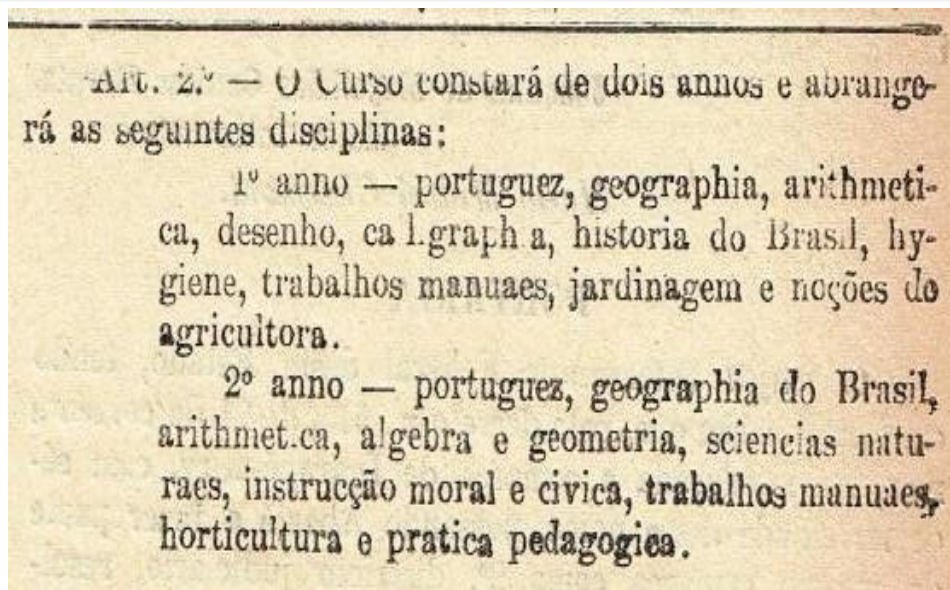 Art. 2.º — O Curso constará de dois annos e abrange-
rá as seguintes disciplinas:
1º anno — portuguez, geographia, arithmeti-
ca, desenho, calligraphia, historia do Brasil, hy-
giene, trabalhos manuaes, jardinagem e noções de
agricultora.
2º anno — portuguez, geographia do Brasil,
arithmetica, algebra e geometria, sciencias natu-
raes, instrucção moral e civica, trabalhos manuaes,
horticultura e pratica pedagogica.